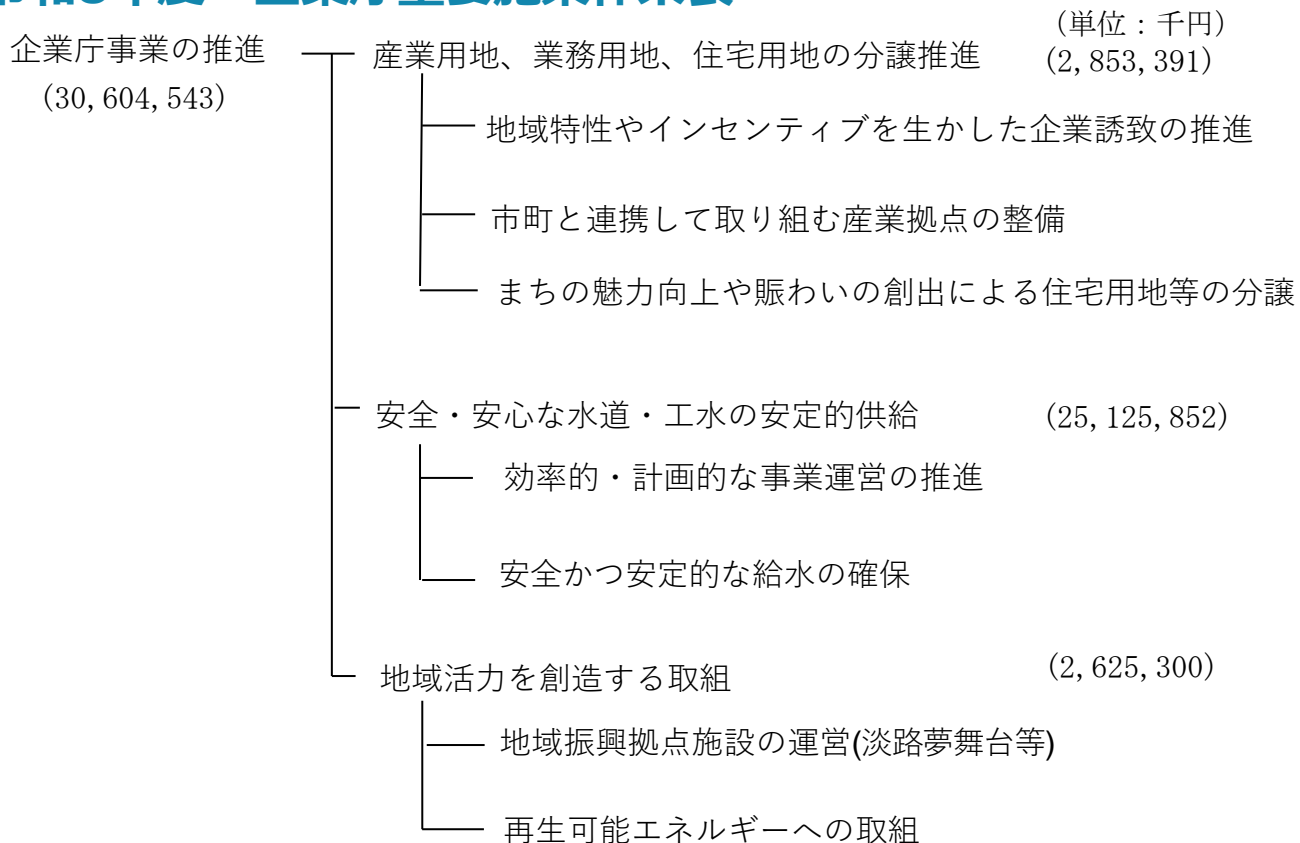 企業庁事業の推進
(30,604,543)
(単位:千円)
産業用地、業務用地、住宅用地の分譲推進 (2,853,391)
地域特性やインセンティブを生かした企業誘致の推進
市町と連携して取り組む産業拠点の整備
まちの魅力向上や賑わいの創出による住宅用地等の分譲
安全・安心な水道・工水の安定的供給 (25,125,852)
効率的・計画的な事業運営の推進
安全かつ安定的な給水の確保
地域活力を創造する取組 (2,625,300)
地域振興拠点施設の運営(淡路夢舞台等)
再生可能エネルギーへの取組